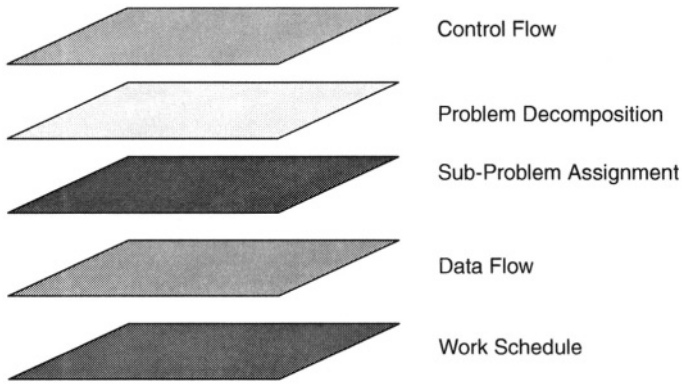 Control Flow
Problem Decomposition
Sub-Problem Assignment
Data Flow
Work Schedule